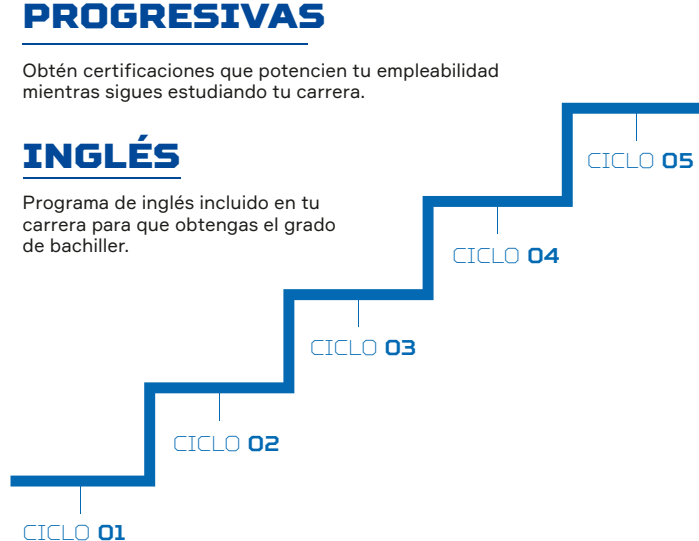 PROGRESIVAS
Obtén certificaciones que potencien tu empleabilidad
mientras sigues estudiando tu carrera.
INGLÉS
Programa de inglés incluido en tu
carrera para que obtengas el grado
de bachiller.
CICLO 05
CICLO 04
CICLO 03
CICLO 02
CICLO 01